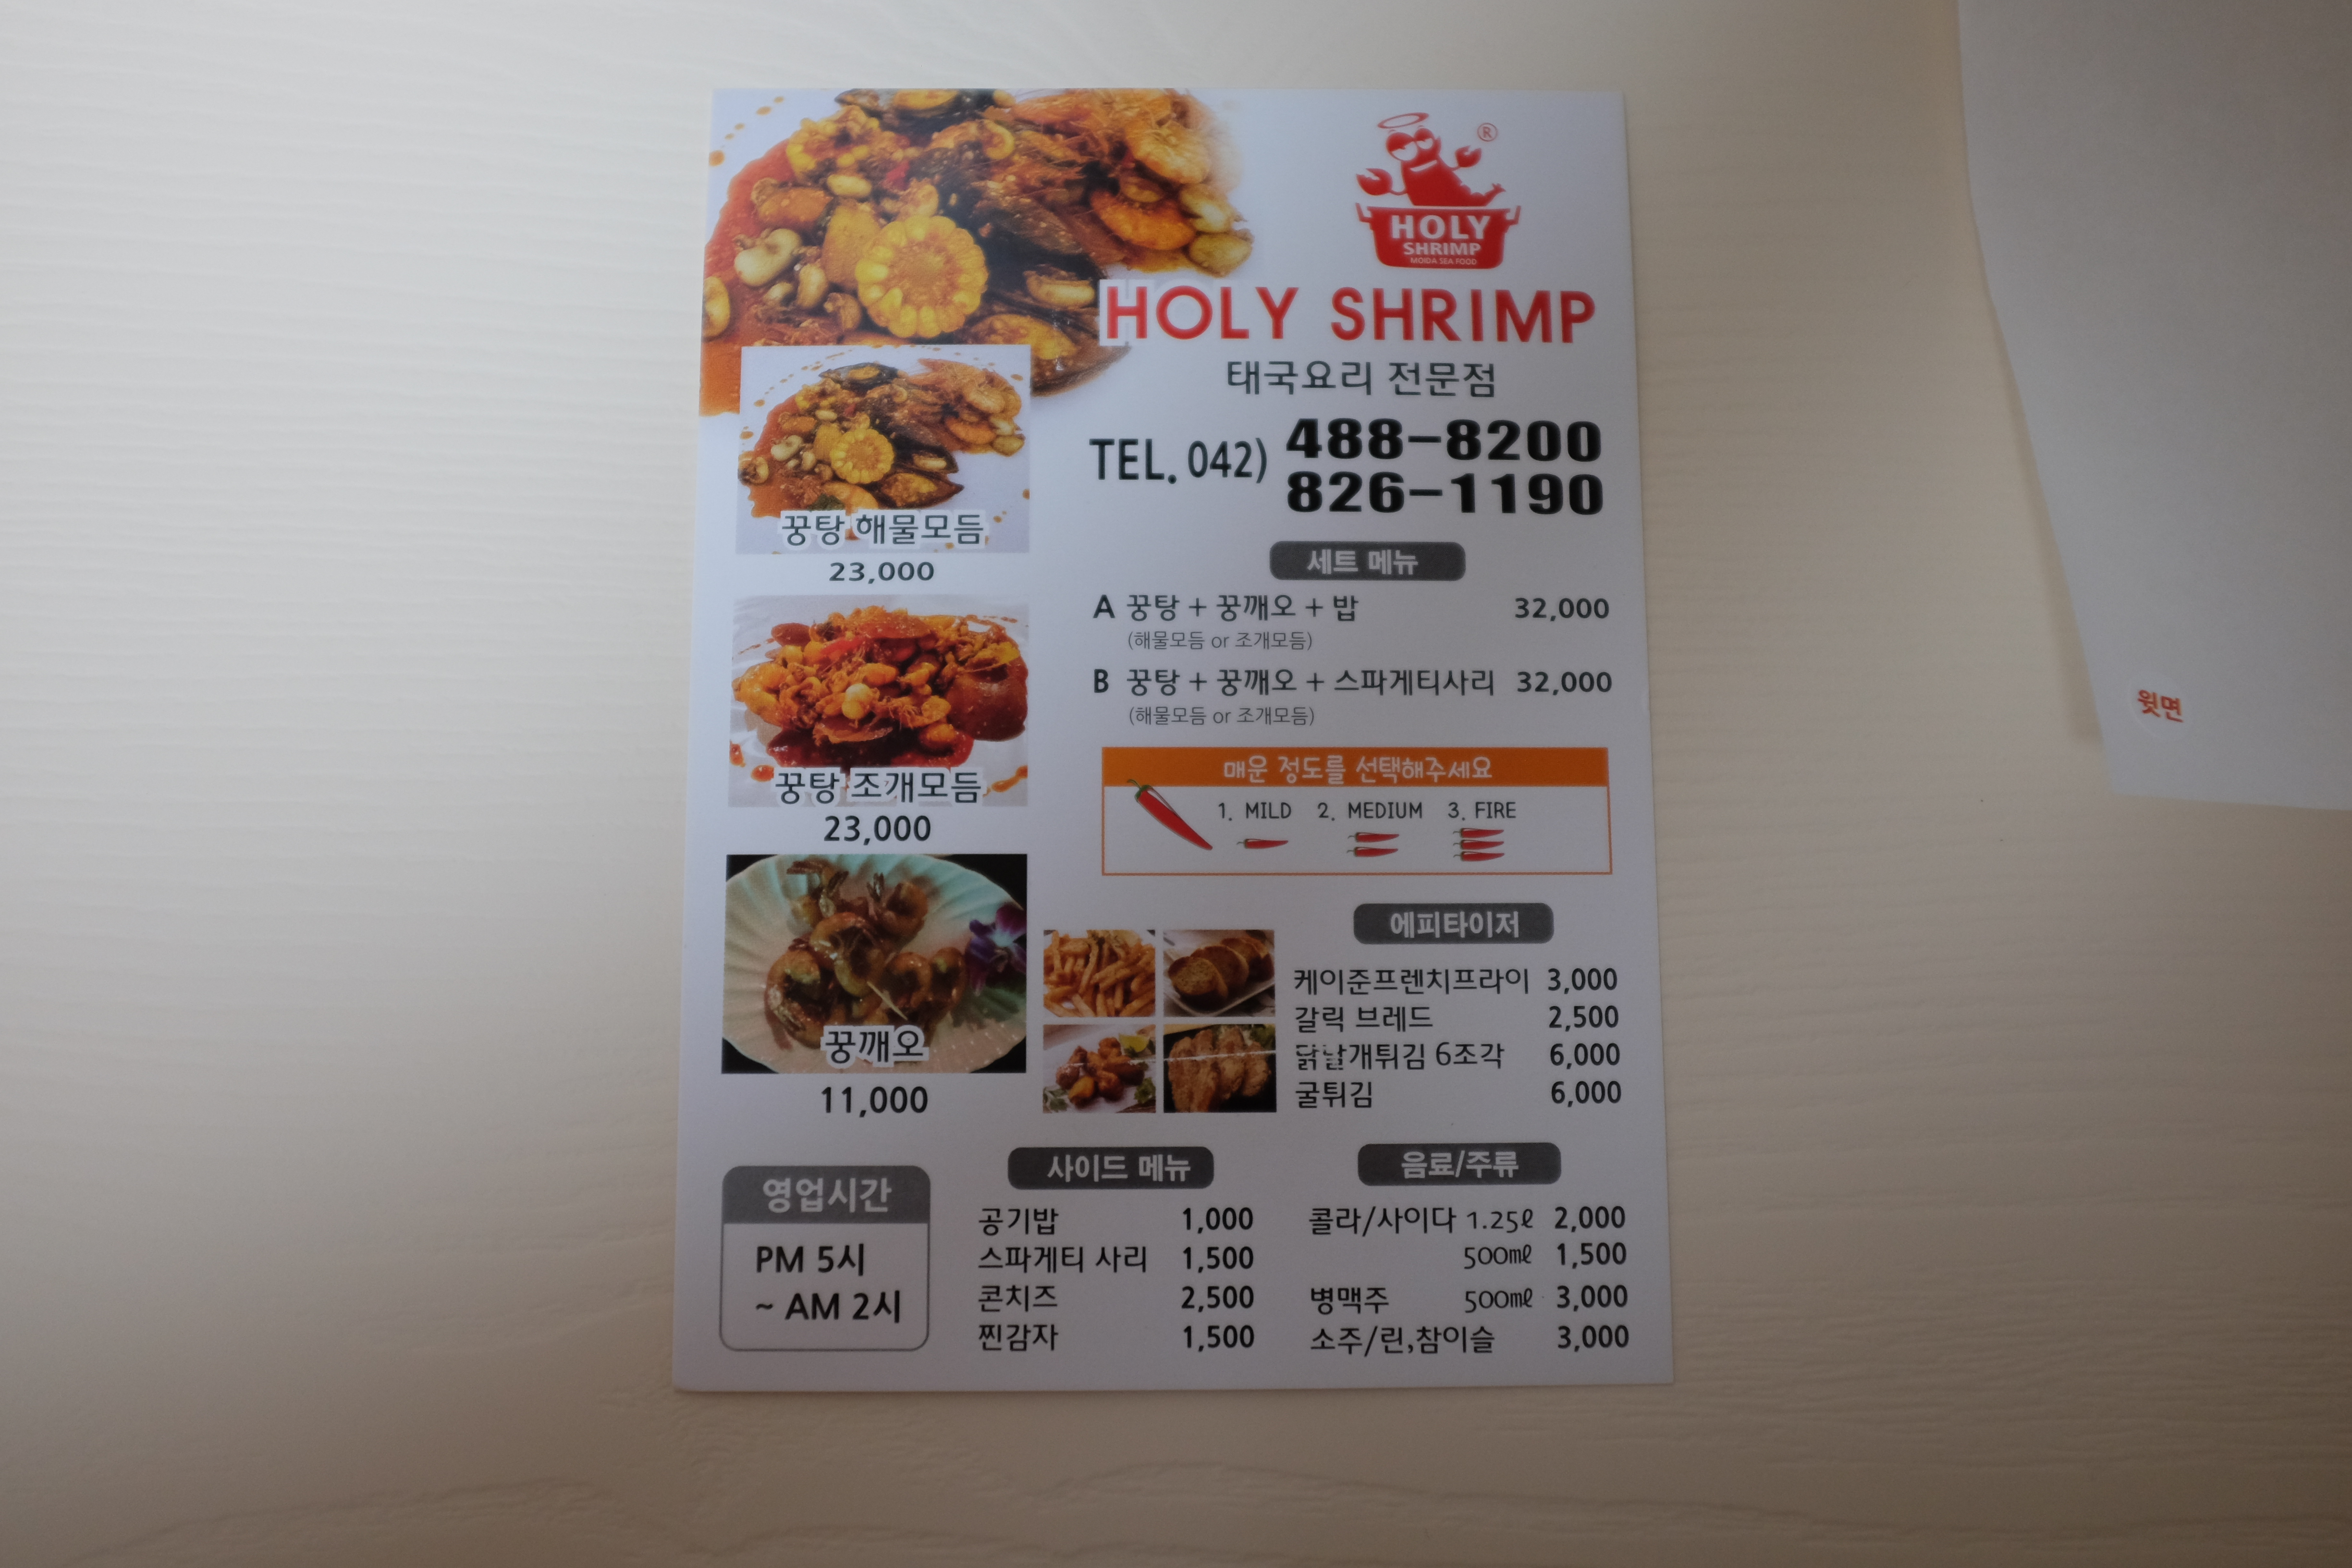 ®
HOLY
SHRIMP
MOIDA SEA FOOD
HOLY SHRIMP
태국요리 전문점
TEL. 042) 488-8200
826-1190
꿍탕 해물모듬
23,000
꿍탕 조개모듬
23,000
꿍깨오
11,000
세트 메뉴
A 꿍탕 + 꿍깨오 + 밥 32,000
(해물모듬 or 조개모듬)
B 꿍탕 + 꿍깨오 + 스파게티사리 32,000
(해물모듬 or 조개모듬)
매운 정도를 선택해주세요
1. MILD 2. MEDIUM 3. FIRE
에피타이저
케이준프렌치프라이 3,000
갈릭 브레드 2,500
닭날개튀김 6조각 6,000
굴튀김 6,000
영업시간
PM 5시
~ AM 2시
사이드 메뉴
공기밥 1,000
스파게티 사리 1,500
콘치즈 2,500
찐감자 1,500
음료/주류
콜라/사이다 1.25ℓ 2,000
500㎖ 1,500
병맥주 500㎖ 3,000
소주/린,참이슬 3,000
윗면